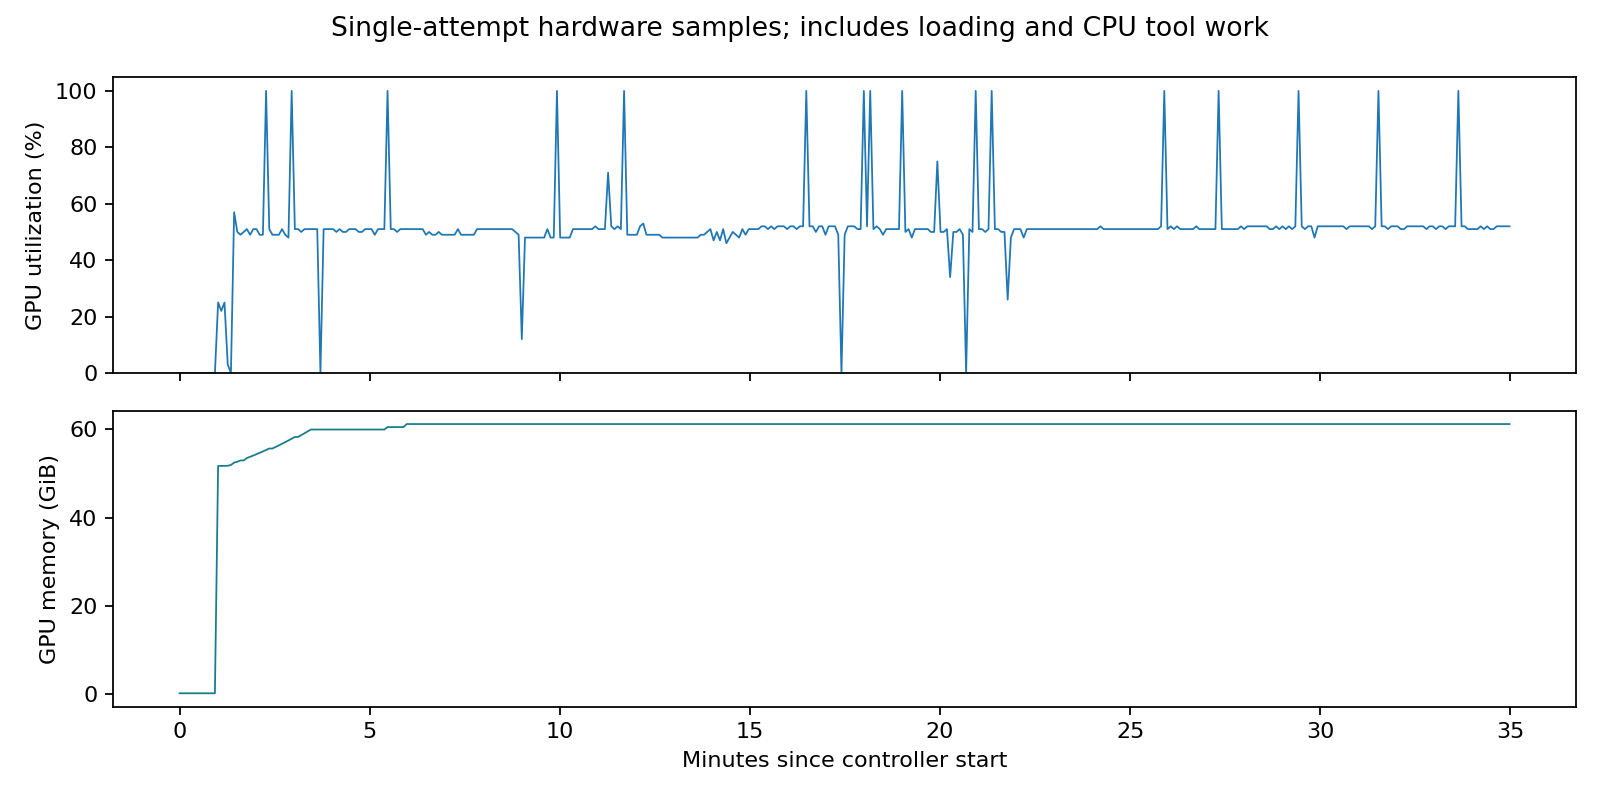 Single-attempt hardware samples; includes loading and CPU tool work
GPU utilization (%)
100
80
60
40
20
0
GPU memory (GiB)
60
40
20
0
0 5 10 15 20 25 30 35
Minutes since controller start